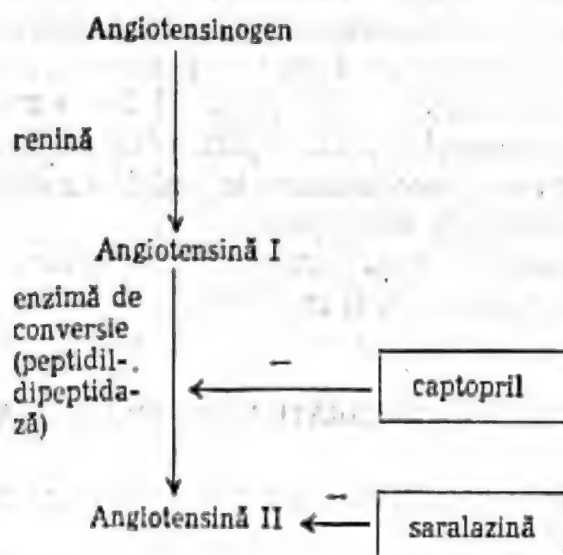 Angiotensinogen
renină
Angiotensină I
enzimă de
conversie
(peptidil-
dipeptida-
ză)
–
captopril
Angiotensină II
–
saralazină